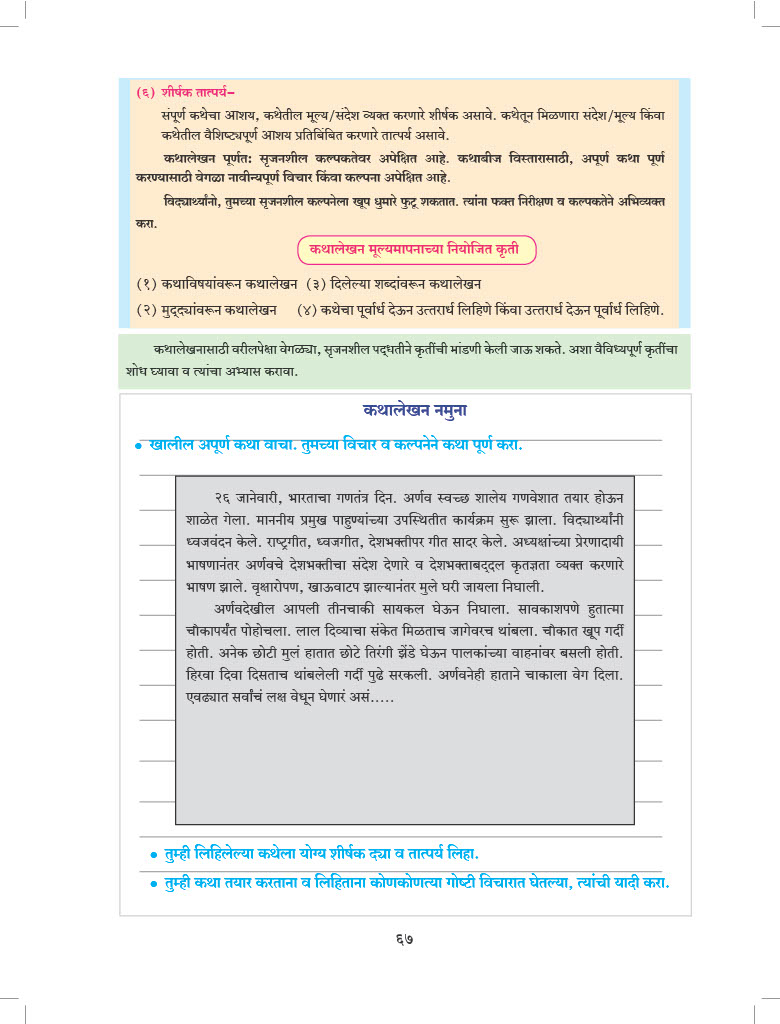 (६) शीर्षक तात्पर्य–
संपूर्ण कथेचा आशय, कथेतील मूल्य/संदेश व्यक्त करणारे शीर्षक असावे. कथेतून मिळणारा संदेश/मूल्य किंवा
कथेतील वैशिष्ट्यपूर्ण आशय प्रतिबिंबित करणारे तात्पर्य असावे.
कथालेखन पूर्णतः सृजनशील कल्पकतेवर अपेक्षित आहे. कथाबीज विस्तारासाठी, अपूर्ण कथा पूर्ण
करण्यासाठी वेगळा नावीन्यपूर्ण विचार किंवा कल्पना अपेक्षित आहे.
विद्यार्थ्यांनो, तुमच्या सृजनशील कल्पनेला खूप धुमारे फुटू शकतात. त्यांना फक्त निरीक्षण व कल्पकतेने अभिव्यक्त
करा.
कथालेखन मूल्यमापनाच्या नियोजित कृती
(१) कथाविषयांवरून कथालेखन (३) दिलेल्या शब्दांवरून कथालेखन
(२) मुद्द्यांवरून कथालेखन (४) कथेचा पूर्वार्ध देऊन उत्तरार्ध लिहिणे किंवा उत्तरार्ध देऊन पूर्वार्ध लिहिणे.
कथालेखनासाठी वरीलपेक्षा वेगळ्या, सृजनशील पद्धतीने कृतींची मांडणी केली जाऊ शकते. अशा वैविध्यपूर्ण कृतींचा
शोध घ्यावा व त्यांचा अभ्यास करावा.
कथालेखन नमुना
• खालील अपूर्ण कथा वाचा. तुमच्या विचार व कल्पनेने कथा पूर्ण करा.
२६ जानेवारी, भारताचा गणतंत्र दिन. अर्णव स्वच्छ शालेय गणवेशात तयार होऊन
शाळेत गेला. माननीय प्रमुख पाहुण्यांच्या उपस्थितीत कार्यक्रम सुरू झाला. विद्यार्थ्यांनी
ध्वजवंदन केले. राष्ट्रगीत, ध्वजगीत, देशभक्तीपर गीत सादर केले. अध्यक्षांच्या प्रेरणादायी
भाषणानंतर अर्णवचे देशभक्तीचा संदेश देणारे व देशभक्ताबद्दल कृतज्ञता व्यक्त करणारे
भाषण झाले. वृक्षारोपण, खाऊवाटप झाल्यानंतर मुले घरी जायला निघाली.
अर्णवदेखील आपली तीनचाकी सायकल घेऊन निघाला. सावकाशपणे हुतात्मा
चौकापर्यंत पोहोचला. लाल दिव्याचा संकेत मिळताच जागेवरच थांबला. चौकात खूप गर्दी
होती. अनेक छोटी मुलं हातात छोटे तिरंगी झेंडे घेऊन पालकांच्या वाहनांवर बसली होती.
हिरवा दिवा दिसताच थांबलेली गर्दी पुढे सरकली. अर्णवनेही हाताने चाकाला वेग दिला.
एवढ्यात सर्वांचं लक्ष वेधून घेणारं असं.....
• तुम्ही लिहिलेल्या कथेला योग्य शीर्षक द्या व तात्पर्य लिहा.
• तुम्ही कथा तयार करताना व लिहिताना कोणकोणत्या गोष्टी विचारात घेतल्या, त्यांची यादी करा.
६७